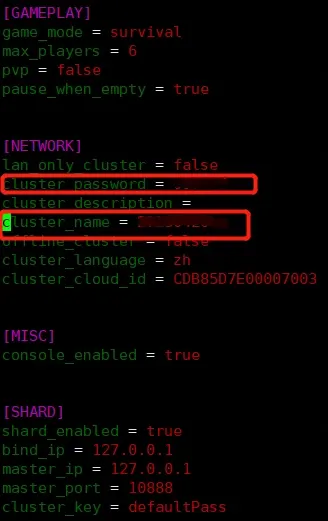 [GAMEPLAY]
game_mode = survival
max_players = 6
pvp = false
pause_when_empty = true
[NETWORK]
lan_only_cluster = false
cluster_password =
cluster_description =
cluster_name =
offline_cluster = false
cluster_language = zh
cluster_cloud_id = CDB85D7E00007003
[MISC]
console_enabled = true
[SHARD]
shard_enabled = true
bind_ip = 127.0.0.1
master_ip = 127.0.0.1
master_port = 10888
cluster_key = defaultPass